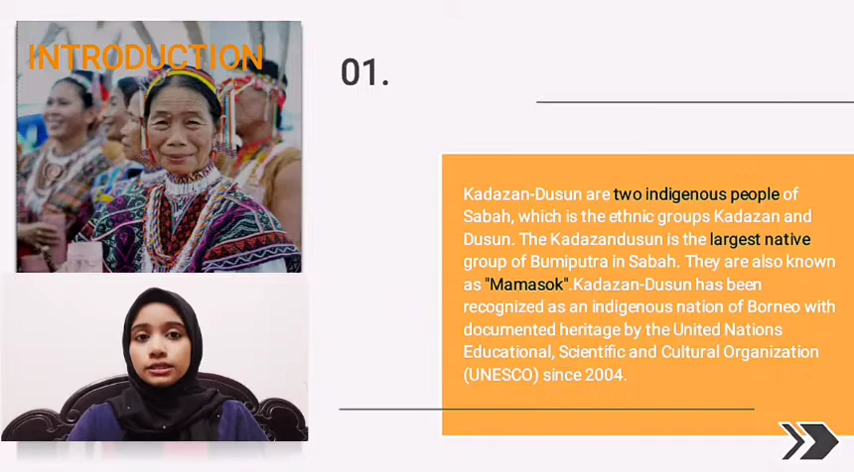 INTRODUCTION
01.
Kadazan-Dusun are two indigenous people of
Sabah, which is the ethnic groups Kadazan and
Dusun. The Kadazandusun is the largest native
group of Bumiputra in Sabah. They are also known
as "Mamasok".Kadazan-Dusun has been
recognized as an indigenous nation of Borneo with
documented heritage by the United Nations
Educational, Scientific and Cultural Organization
(UNESCO) since 2004.